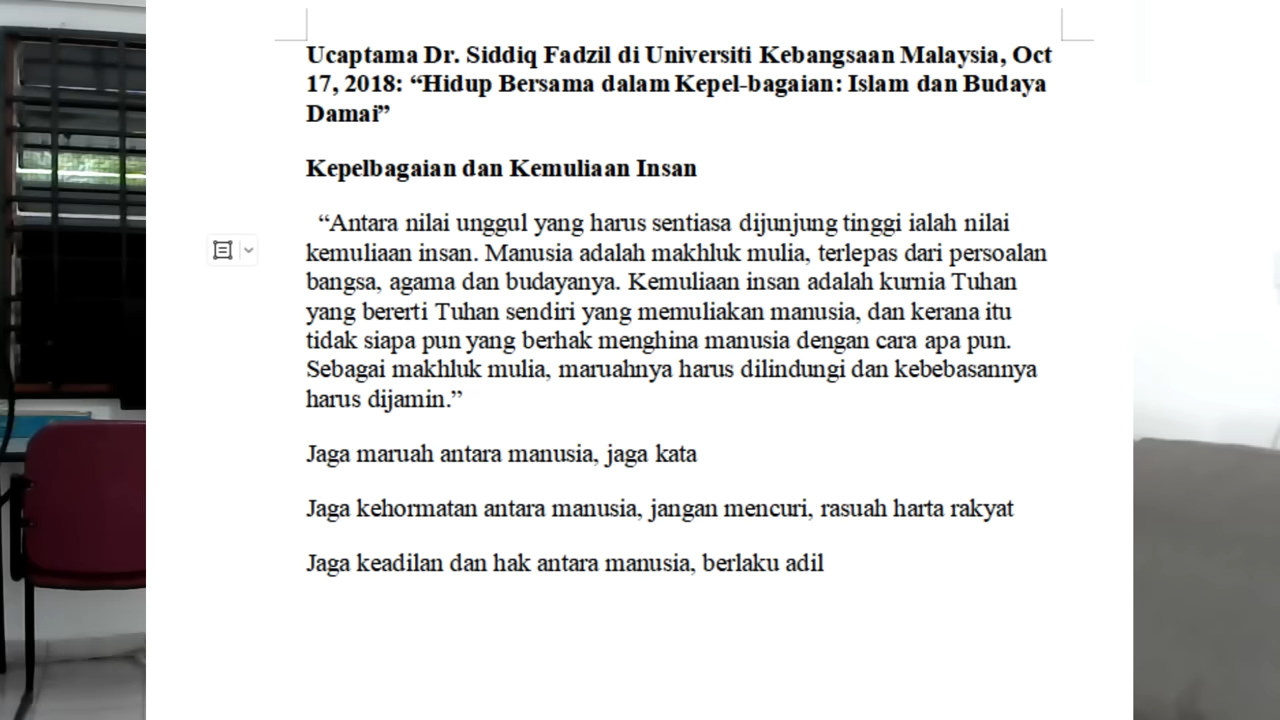 Ucaptama Dr. Siddiq Fadzil di Universiti Kebangsaan Malaysia, Oct
17, 2018: “Hidup Bersama dalam Kepel-bagaian: Islam dan Budaya
Damai”
Kepelbagaian dan Kemuliaan Insan
“Antara nilai unggul yang harus sentiasa dijunjung tinggi ialah nilai
kemuliaan insan. Manusia adalah makhluk mulia, terlepas dari persoalan
bangsa, agama dan budayanya. Kemuliaan insan adalah kurnia Tuhan
yang bererti Tuhan sendiri yang memuliakan manusia, dan kerana itu
tidak siapa pun yang berhak menghina manusia dengan cara apa pun.
Sebagai makhluk mulia, maruahnya harus dilindungi dan kebebasannya
harus dijamin.”
Jaga maruah antara manusia, jaga kata
Jaga kehormatan antara manusia, jangan mencuri, rasuah harta rakyat
Jaga keadilan dan hak antara manusia, berlaku adil